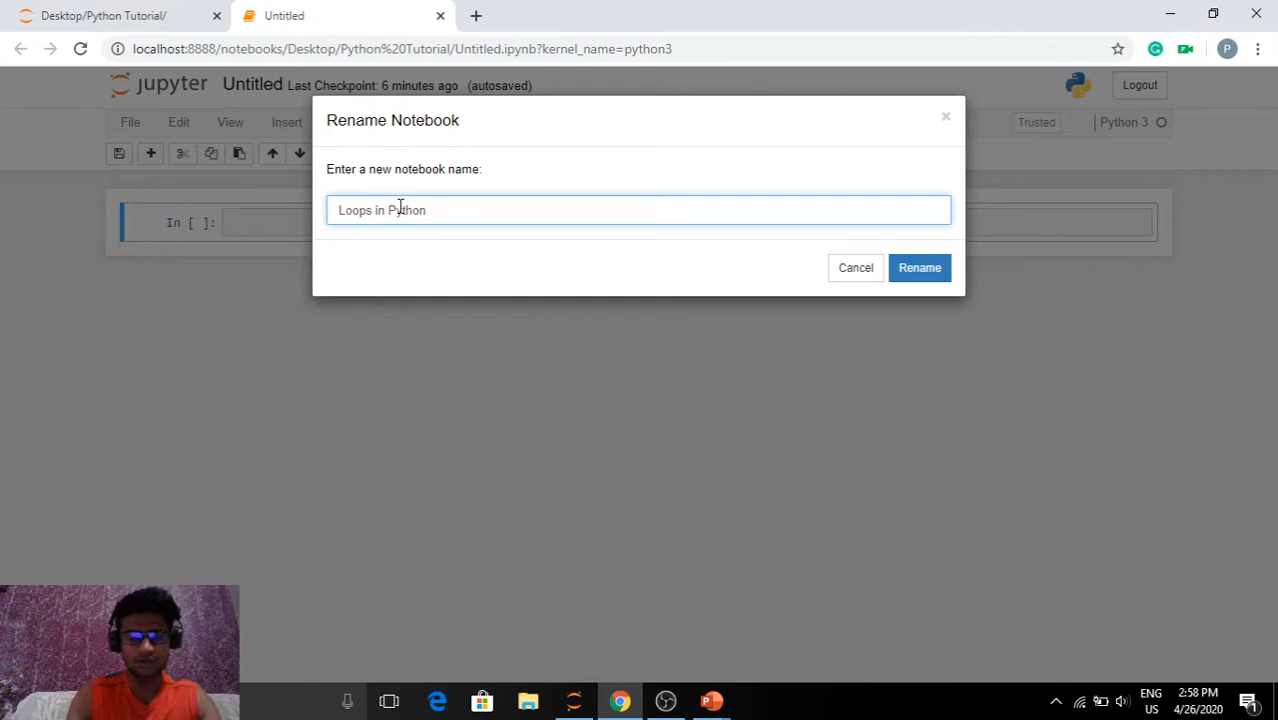 Desktop/Python Tutorial/
Untitled
localhost:8888/notebooks/Desktop/Python%20Tutorial/Untitled.ipynb?kernel_name=python3
P
jupyter Untitled Last Checkpoint: 6 minutes ago (autosaved)
Logout
File Edit View Insert
Trusted
Python 3
Rename Notebook
×
Enter a new notebook name:
Loops in Python
Cancel
Rename
In [ ]:
ENG
US
2:58 PM
4/26/2020
1